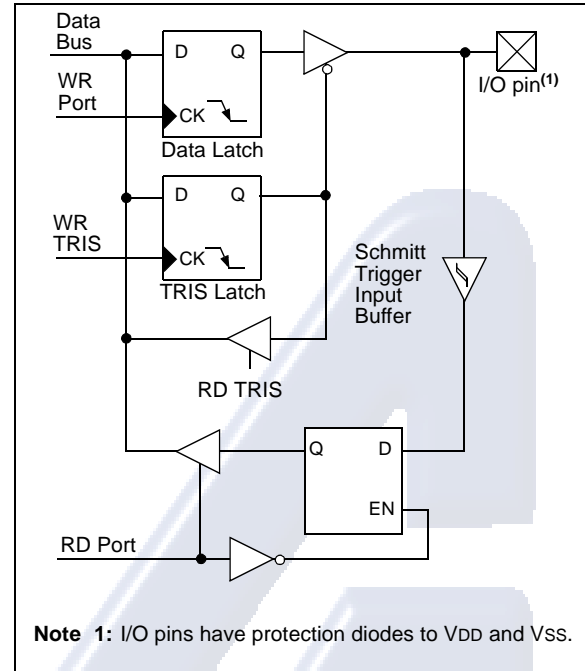 Data
Bus
D Q
WR
Port
CK
Data Latch
I/O pin(1)
D Q
WR
TRIS
CK
TRIS Latch
Schmitt
Trigger
Input
Buffer
RD TRIS
Q D
EN
RD Port
Note 1: I/O pins have protection diodes to VDD and VSS.